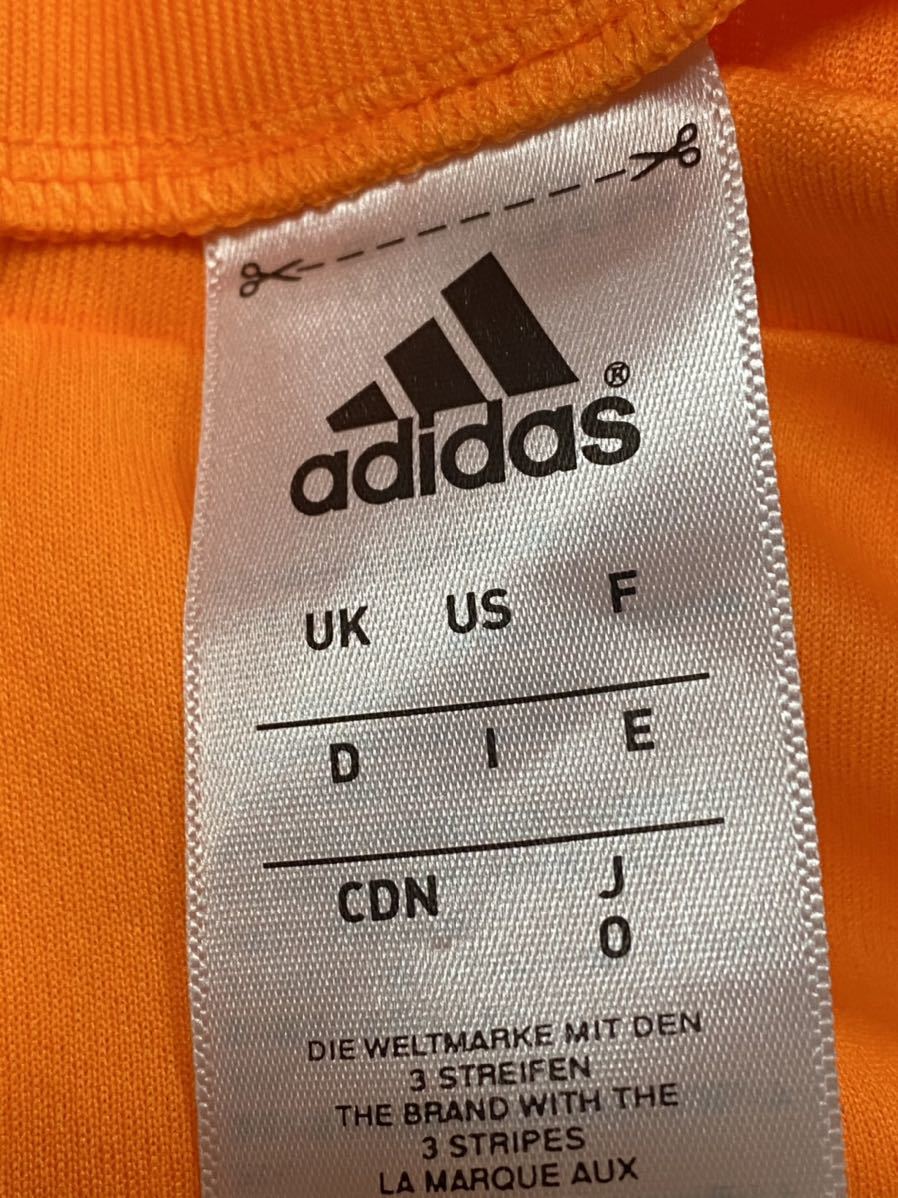 adidas®
UK US F
D I E
CDN J
O
DIE WELTMARKE MIT DEN
3 STREIFEN
THE BRAND WITH THE
3 STRIPES
LA MARQUE AUX